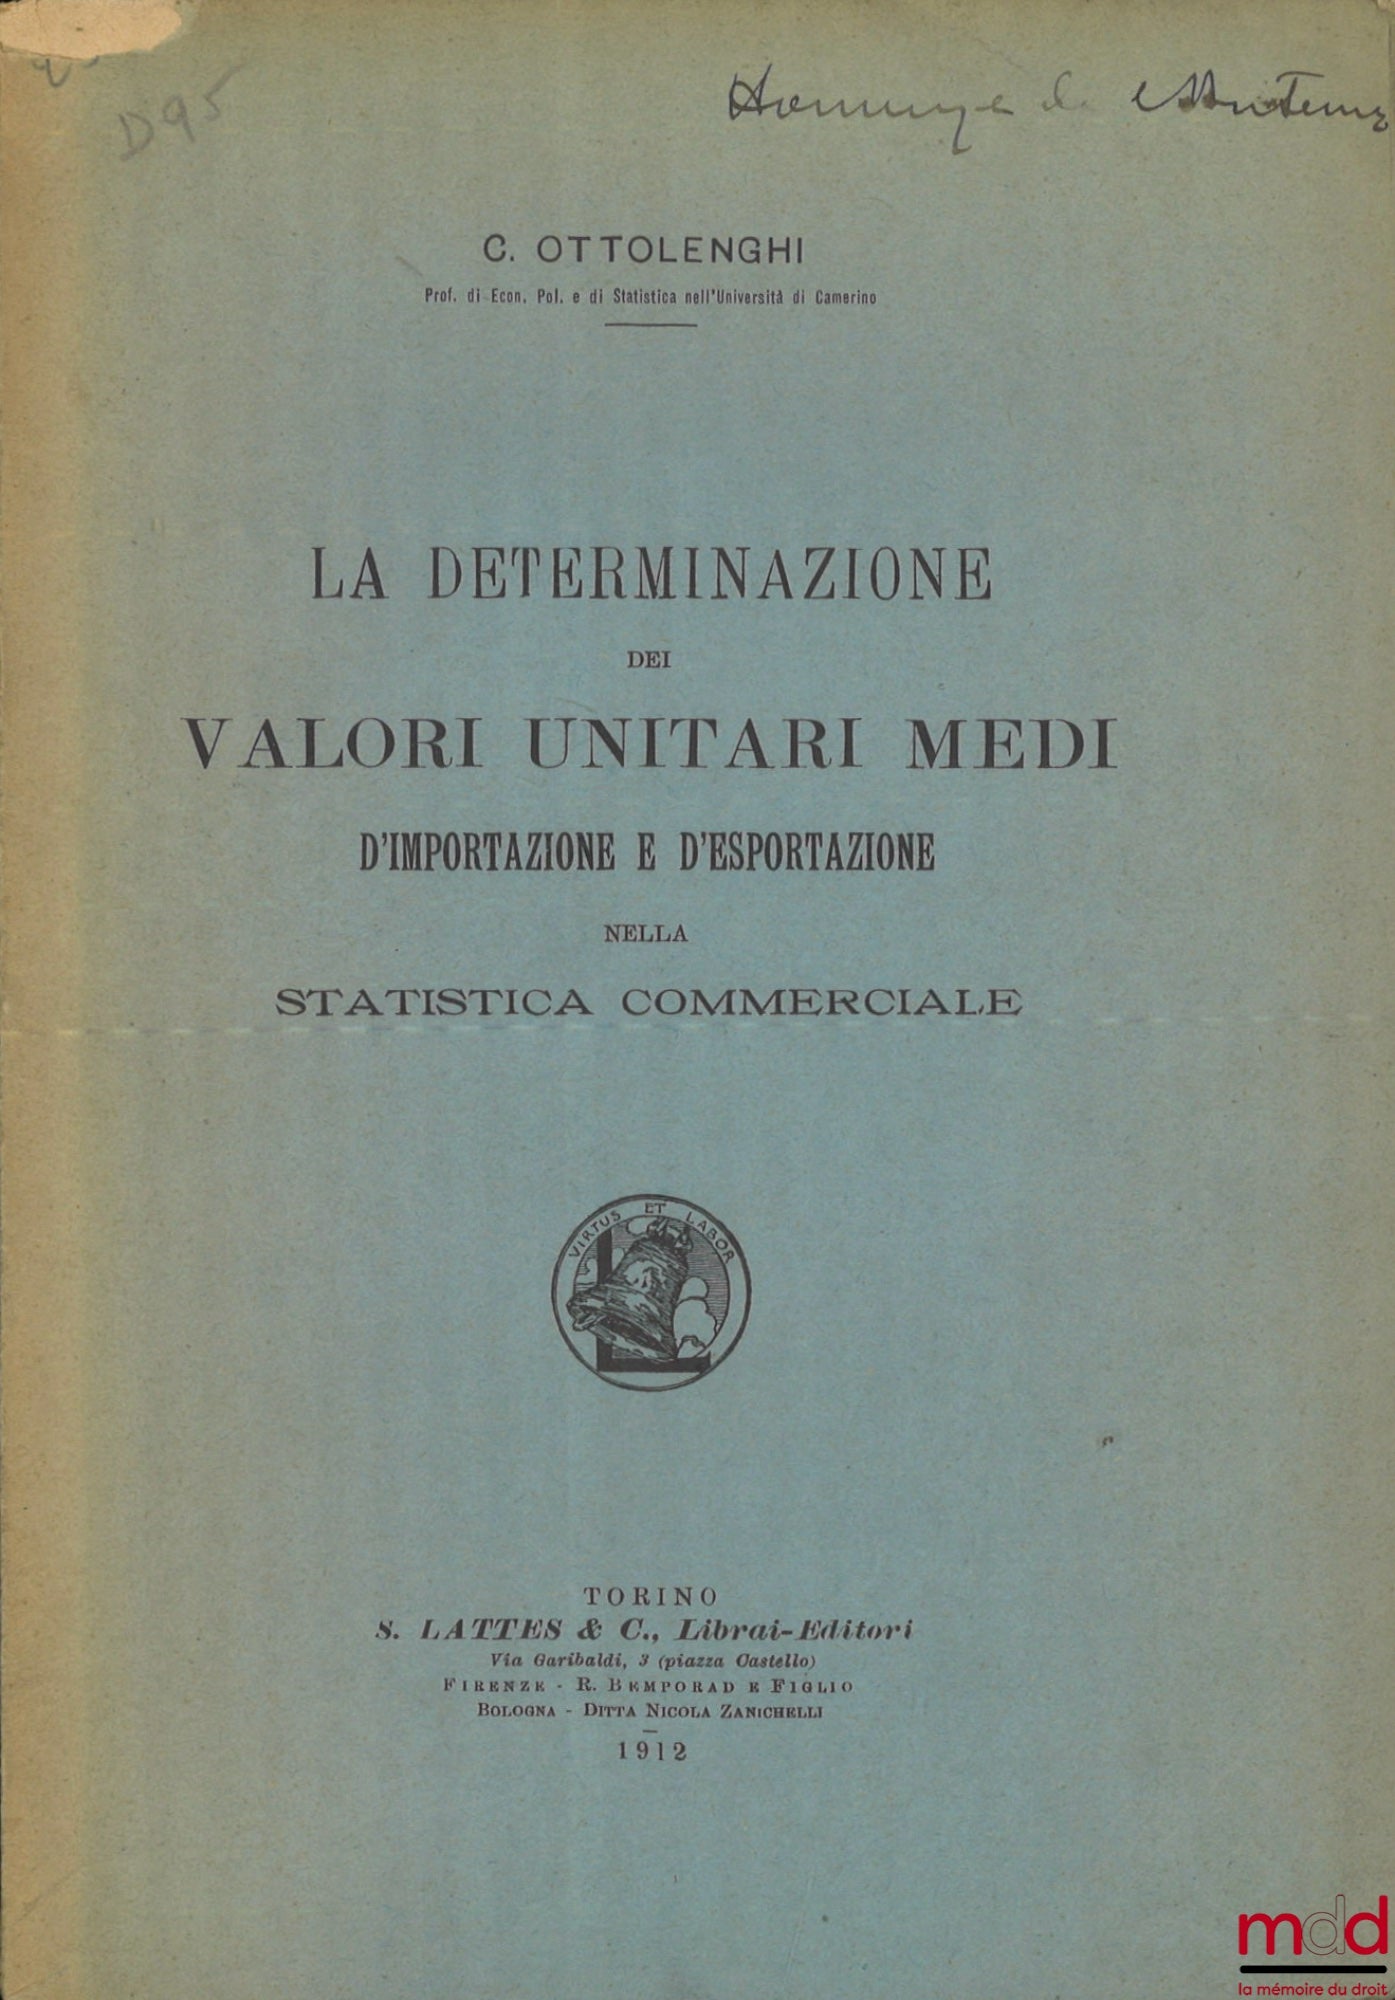 D95
Hommage de
C. OTTOLENGHI
Prof. di Econ. Pol. e di Statistica nell'Università di Camerino
LA DETERMINAZIONE
DEI
VALORI UNITARI MEDI
D'IMPORTAZIONE E D'ESPORTAZIONE
NELLA
STATISTICA COMMERCIALE
VIRTUS ET LABOR
L
TORINO
S. LATTES & C., Librai-Editori
Via Garibaldi, 3 (piazza Castello)
FIRENZE - R. BEMPORAD E FIGLIO
BOLOGNA - DITTA NICOLA ZANICHELLI
1912
mdd
la mémoire du droit